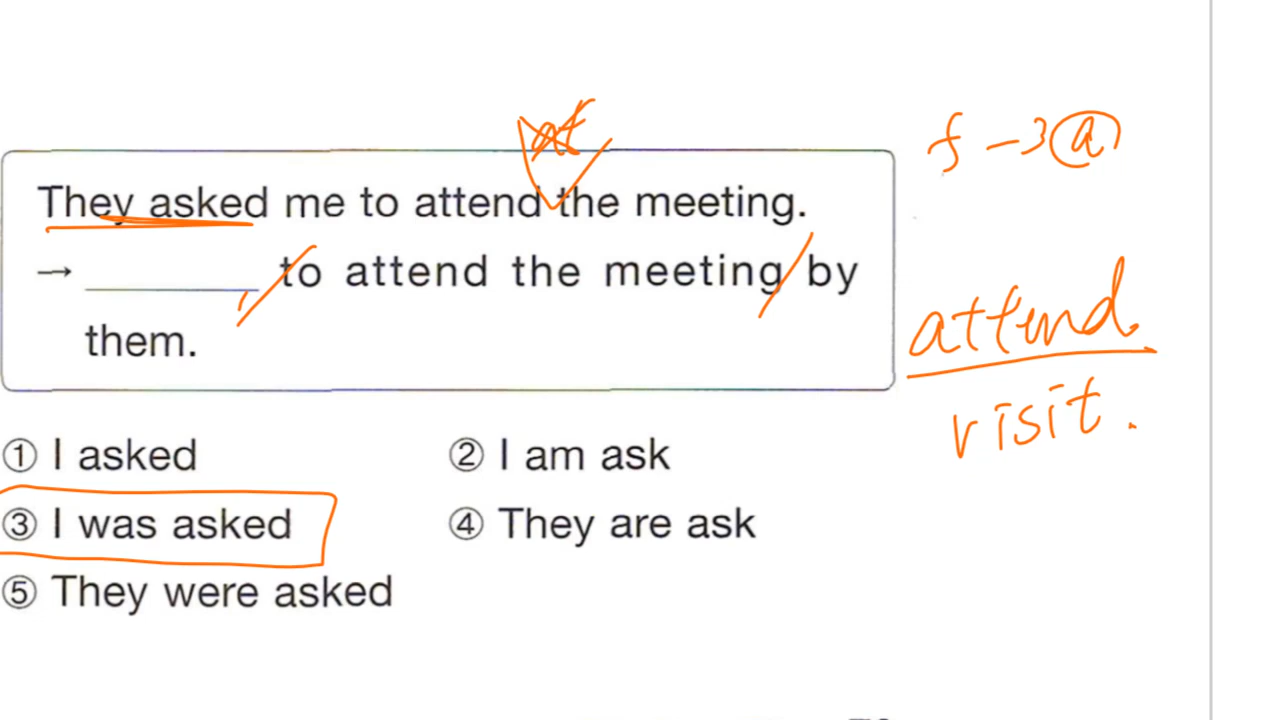 at
They asked me to attend the meeting.
→ ________ to attend the meeting by
them.
attend.
visit.
① I asked
② I am ask
③ I was asked
④ They are ask
⑤ They were asked